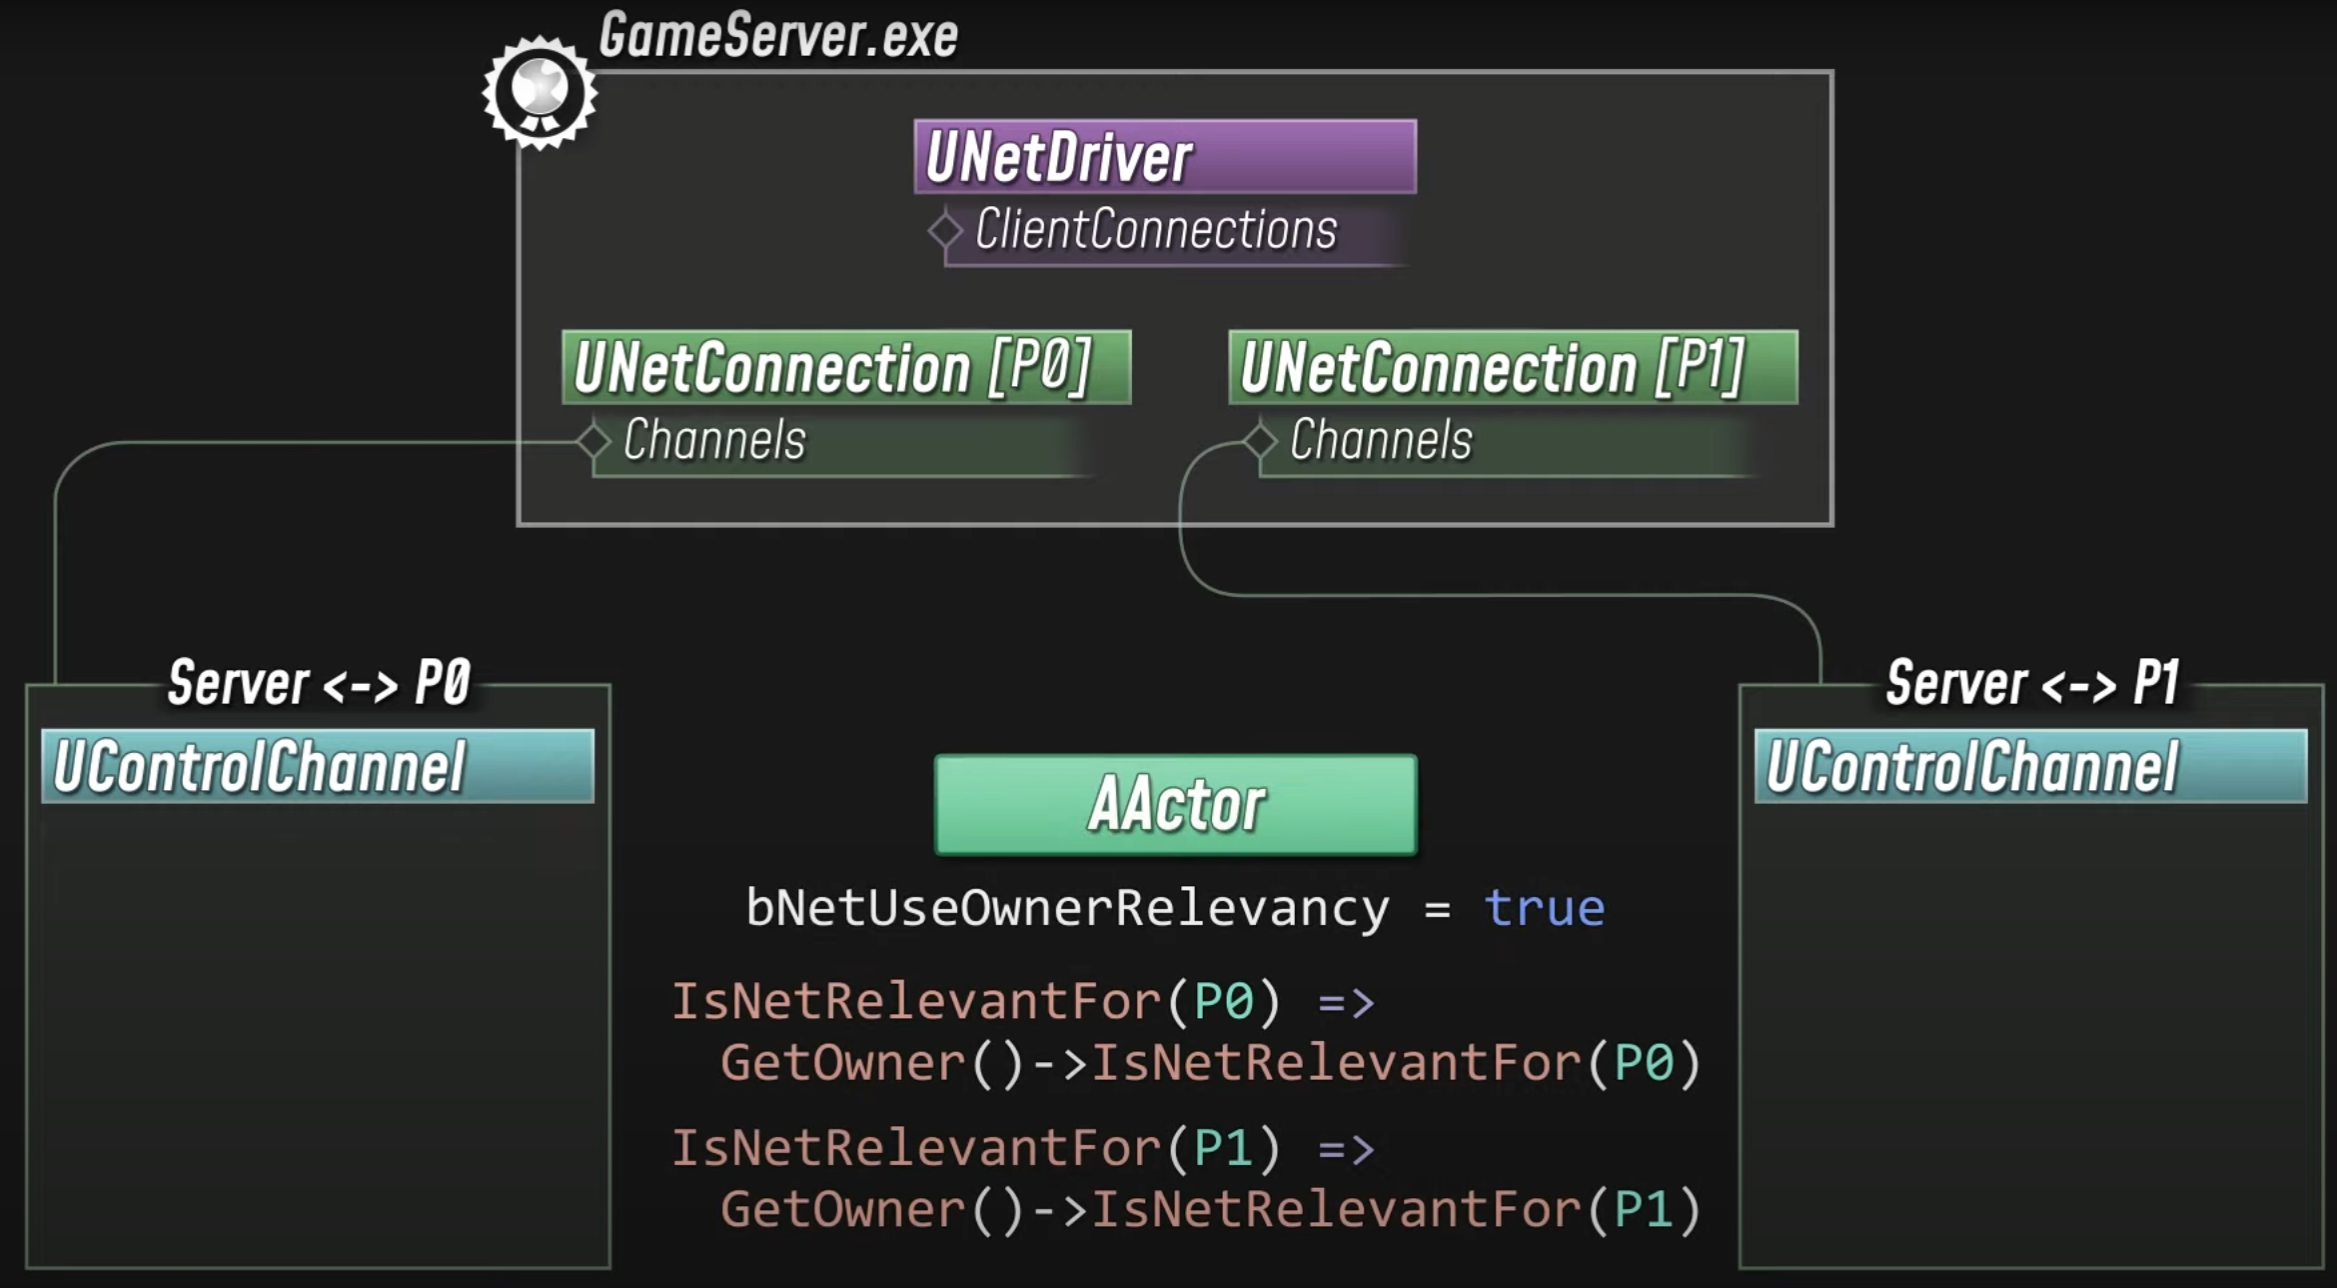 GameServer.exe
UNetDriver
ClientConnections
UNetConnection [P0]
Channels
UNetConnection [P1]
Channels
Server <-> P0
UControlChannel
Server <-> P1
UControlChannel
AActor
bNetUseOwnerRelevancy = true
IsNetRelevantFor(P0) =>
GetOwner()->IsNetRelevantFor(P0)
IsNetRelevantFor(P1) =>
GetOwner()->IsNetRelevantFor(P1)